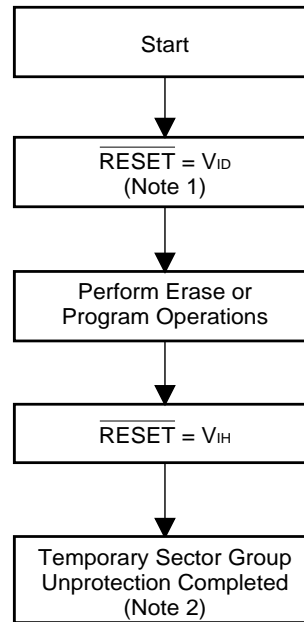 Start
RESET = VID
(Note 1)
Perform Erase or
Program Operations
RESET = VIH
Temporary Sector Group
Unprotection Completed
(Note 2)